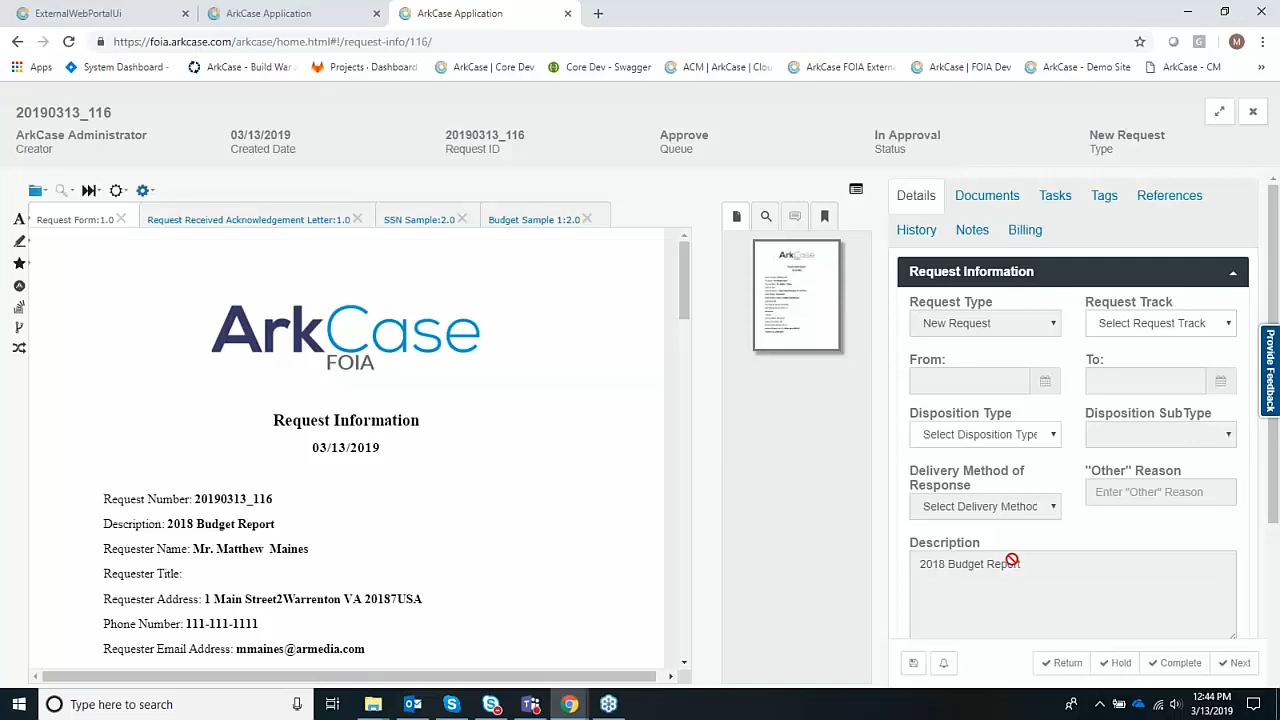 ExternalWebPortalUi
ArkCase Application
ArkCase Application
https://foia.arkcase.com/arkcase/home.html#!/request-info/116/
M
Apps
System Dashboard -
ArkCase - Build War
Projects · Dashboard
ArkCase | Core Dev
Core Dev - Swagger
ACM | ArkCase | Clou
ArkCase FOIA Extern
ArkCase | FOIA Dev
ArkCase - Demo Site
ArkCase - CM
20190313_116
ArkCase Administrator
Creator
03/13/2019
Created Date
20190313_116
Request ID
Approve
Queue
In Approval
Status
New Request
Type
Request Form:1.0
Request Received Acknowledgement Letter:1.0
SSN Sample:2.0
Budget Sample 1:2.0
ArkCase
FOIA
Request Information
03/13/2019
Request Number: 20190313_116
Description: 2018 Budget Report
Requester Name: Mr. Matthew Maines
Requester Title:
Requester Address: 1 Main Street2Warrenton VA 20187USA
Phone Number: 111-111-1111
Requester Email Address: mmaines@armedia.com
Details
Documents
Tasks
Tags
References
History
Notes
Billing
Request Information
Request Type
Request Track
New Request
Select Request Track
From:
To:
Disposition Type
Disposition SubType
Select Disposition Type
Delivery Method of
Response
"Other" Reason
Select Delivery Method
Enter "Other" Reason
Description
2018 Budget Report
Return
Hold
Complete
Next
Provide Feedback
Type here to search
12:44 PM
3/13/2019